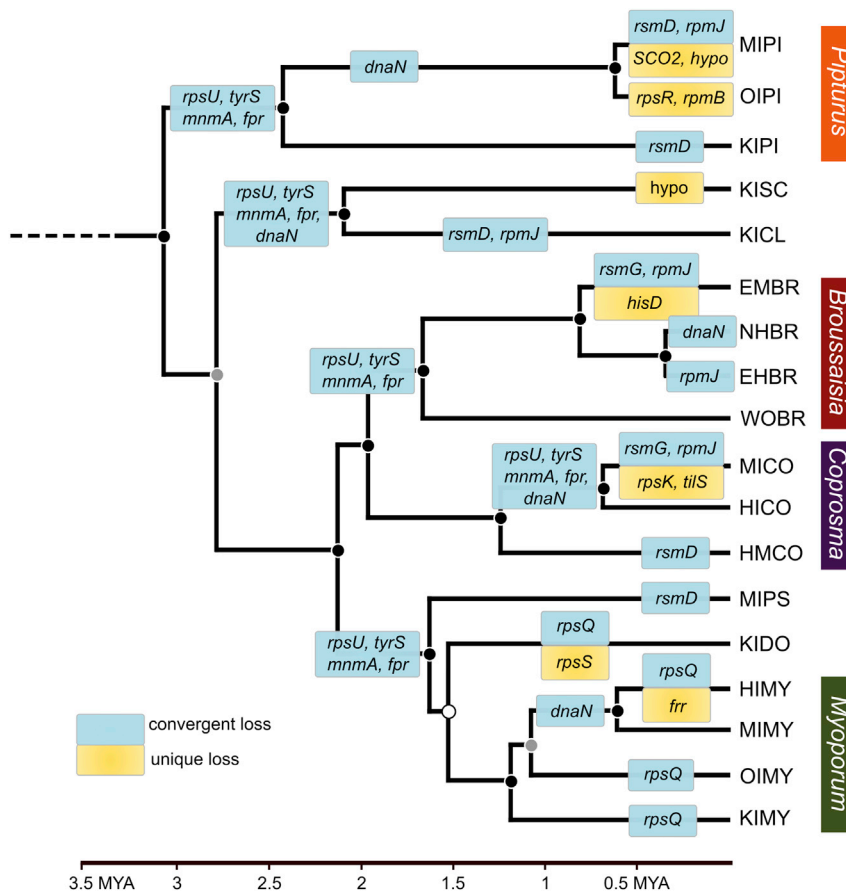 rsmD, rpmJ
MIPI
SCO2, hypo
dnaN
rpsU, tyrS
mnmA, fpr
rpsR, rpmB
OIPI
rsmD
KIPI
Pipturus
hypo
KISC
rpsU, tyrS
mnmA, fpr,
dnaN
rsmD, rpmJ
KICL
rsmG, rpmJ
EMBR
hisD
dnaN
NHBR
rpsU, tyrS
mnmA, fpr
rpmJ
EHBR
WOBR
Broussaisia
rsmG, rpmJ
MICO
rpsK, tilS
rpsU, tyrS
mnmA, fpr,
dnaN
HICO
rsmD
HMCO
Coprosma
rsmD
MIPS
rpsU, tyrS
mnmA, fpr
rpsQ
KIDO
rpsS
rpsQ
HIMY
frr
dnaN
MIMY
rpsQ
OIMY
rpsQ
KIMY
Myoporum
convergent loss
unique loss
3.5 MYA 3 2.5 2 1.5 1 0.5 MYA